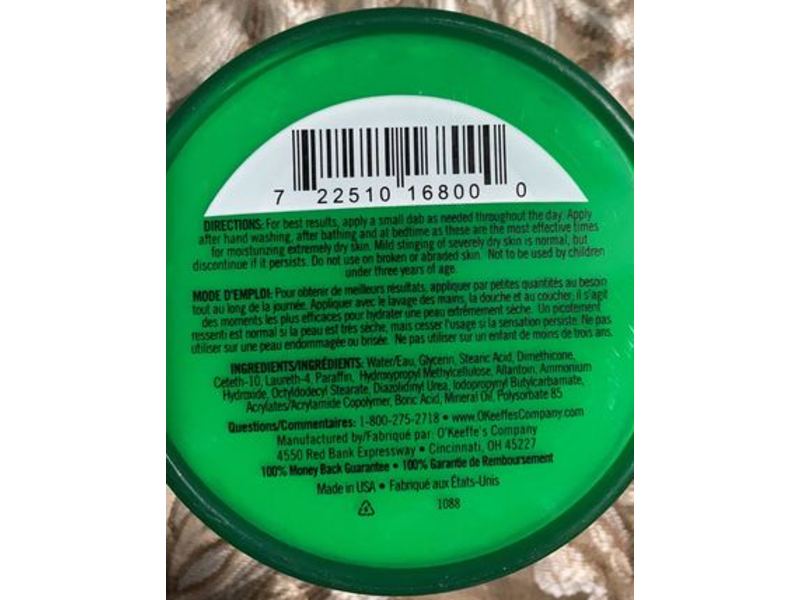 7 22510 16800 0
DIRECTIONS: For best results, apply a small dab as needed throughout the day. Apply
after hand washing, after bathing and at bedtime as these are the most effective times
for moisturizing extremely dry skin. Mild stinging of severely dry skin is normal, but
discontinue if it persists. Do not use on broken or abraded skin. Not to be used by children
under three years of age.
MODE D'EMPLOI: Pour obtenir de meilleurs résultats, appliquer par petites quantités au besoin
tout au long de la journée. Appliquer avec le lavage des mains, la douche et au coucher; il s'agit
des moments les plus efficaces pour hydrater une peau extrêmement sèche. Un picotement
ressenti est normal si la peau est très sèche, mais cesser l'usage si la sensation persiste. Ne pas
utiliser sur une peau endommagée ou brisée. Ne pas utiliser sur un enfant de moins de trois ans.
INGREDIENTS/INGRÉDIENTS: Water/Eau, Glycerin, Stearic Acid, Dimethicone,
Ceteth-10, Laureth-4, Paraffin, Hydroxypropyl Methylcellulose, Allantoin, Ammonium
Hydroxide, Octyldodecyl Stearate, Diazolidinyl Urea, Iodopropynyl Butylcarbamate,
Acrylates/Acrylamide Copolymer, Boric Acid, Mineral Oil, Polysorbate 85
Questions/Commentaires: 1-800-275-2718 • www.OKeeffesCompany.com
Manufactured by/Fabriqué par: O'Keeffe's Company
4550 Red Bank Expressway • Cincinnati, OH 45227
100% Money Back Guarantee • 100% Garantie de Remboursement
Made in USA • Fabriqué aux États-Unis
1088